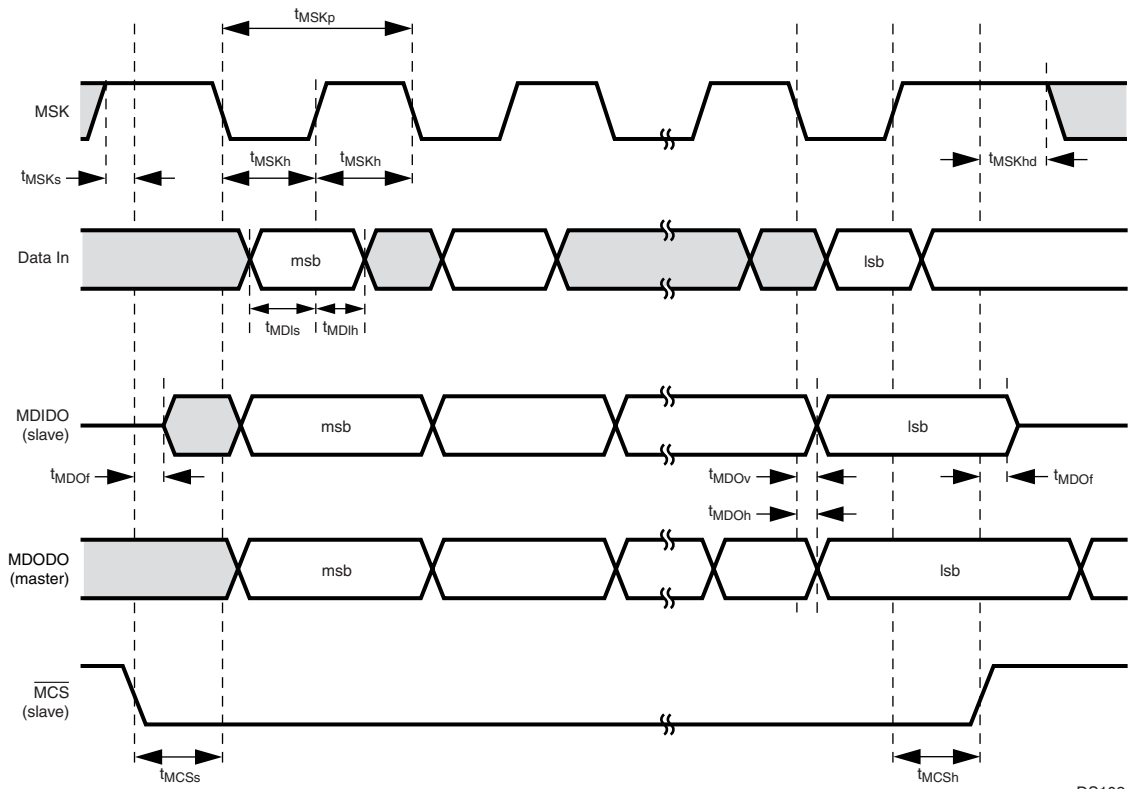 tMSKp
MSK
tMSKs
tMSKh
tMSKh
tMSKhd
Data In
msb
lsb
tMDIs
tMDIh
MDIDO
(slave)
msb
lsb
tMDOf
tMDOv
tMDOf
tMDOh
MDODO
(master)
msb
lsb
MCS
(slave)
tMCSs
tMCSh